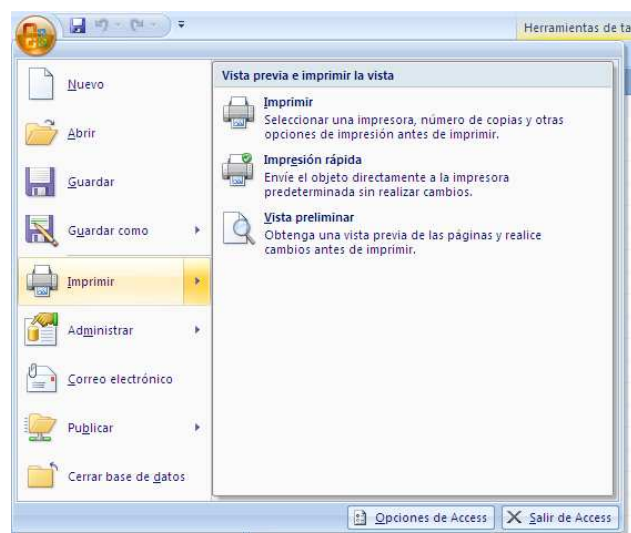 Herramientas de ta
Nuevo
Abrir
Guardar
Guardar como
Imprimir
Administrar
Correo electrónico
Publicar
Cerrar base de datos
Vista previa e imprimir la vista
Imprimir
Seleccionar una impresora, número de copias y otras
opciones de impresión antes de imprimir.
Impresión rápida
Envíe el objeto directamente a la impresora
predeterminada sin realizar cambios.
Vista preliminar
Obtenga una vista previa de las páginas y realice
cambios antes de imprimir.
Opciones de Access
Salir de Access